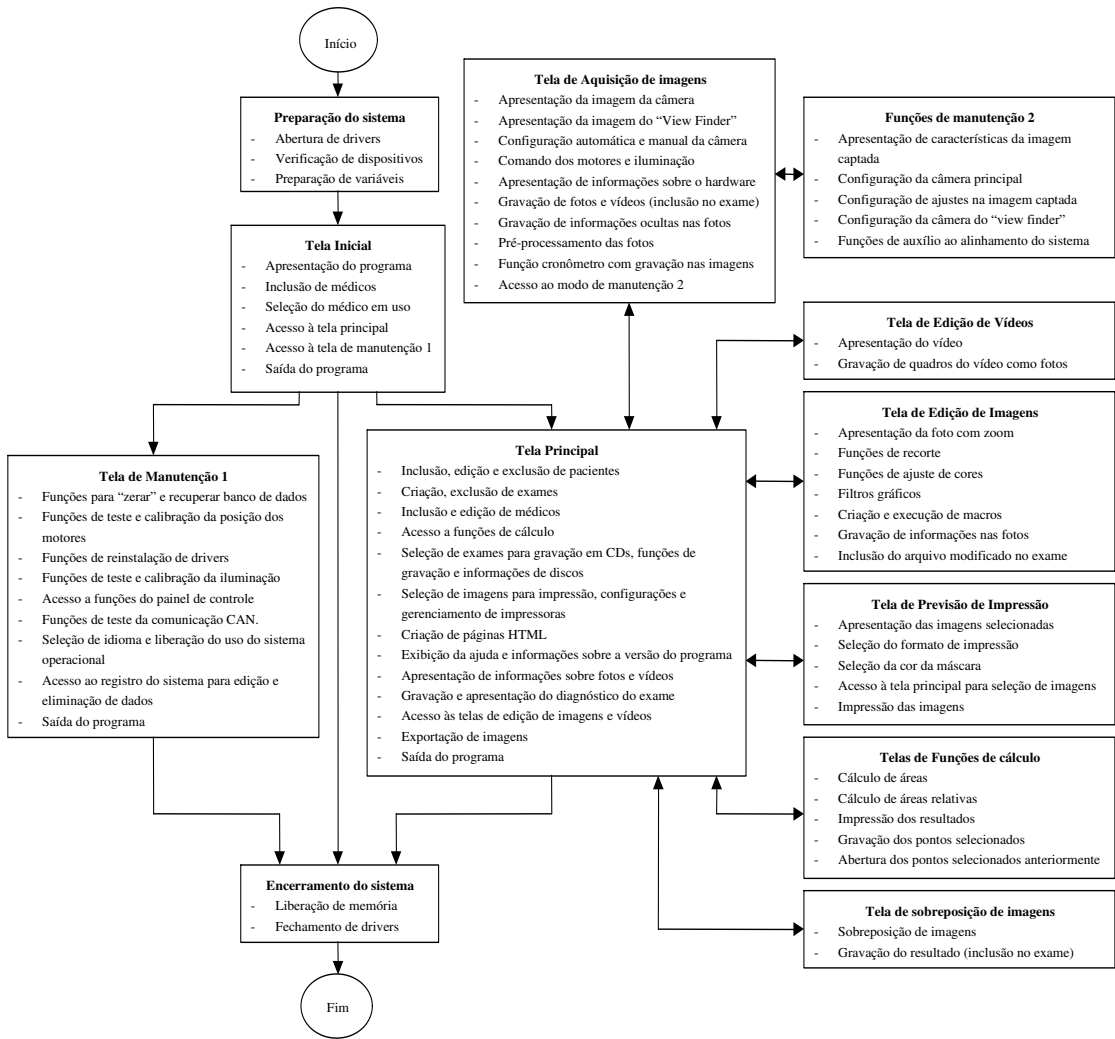 Início
Preparação do sistema
- Abertura de drivers
- Verificação de dispositivos
- Preparação de variáveis
Tela Inicial
- Apresentação do programa
- Inclusão de médicos
- Seleção do médico em uso
- Acesso à tela principal
- Acesso à tela de manutenção 1
- Saída do programa
Tela de Aquisição de imagens
- Apresentação da imagem da câmera
- Apresentação da imagem do “View Finder”
- Configuração automática e manual da câmera
- Comando dos motores e iluminação
- Apresentação de informações sobre o hardware
- Gravação de fotos e vídeos (inclusão no exame)
- Gravação de informações ocultas nas fotos
- Pré-processamento das fotos
- Função cronômetro com gravação nas imagens
- Acesso ao modo de manutenção 2
Funções de manutenção 2
- Apresentação de características da imagem
captada
- Configuração da câmera principal
- Configuração de ajustes na imagem captada
- Configuração da câmera do “view finder”
- Funções de auxílio ao alinhamento do sistema
Tela de Edição de Vídeos
- Apresentação do vídeo
- Gravação de quadros do vídeo como fotos
Tela de Manutenção 1
- Funções para “zerar” e recuperar banco de dados
- Funções de teste e calibração da posição dos
motores
- Funções de reinstalação de drivers
- Funções de teste e calibração da iluminação
- Acesso a funções do painel de controle
- Funções de teste da comunicação CAN.
- Seleção de idioma e liberação do uso do sistema
operacional
- Acesso ao registro do sistema para edição e
eliminação de dados
- Saída do programa
Tela Principal
- Inclusão, edição e exclusão de pacientes
- Criação, exclusão de exames
- Inclusão e edição de médicos
- Acesso a funções de cálculo
- Seleção de exames para gravação em CDs, funções de
gravação e informações de discos
- Seleção de imagens para impressão, configurações e
gerenciamento de impressoras
- Criação de páginas HTML
- Exibição da ajuda e informações sobre a versão do programa
- Apresentação de informações sobre fotos e vídeos
- Gravação e apresentação do diagnóstico do exame
- Acesso às telas de edição de imagens e vídeos
- Exportação de imagens
- Saída do programa
Tela de Edição de Imagens
- Apresentação da foto com zoom
- Funções de recorte
- Funções de ajuste de cores
- Filtros gráficos
- Criação e execução de macros
- Gravação de informações nas fotos
- Inclusão do arquivo modificado no exame
Tela de Previsão de Impressão
- Apresentação das imagens selecionadas
- Seleção do formato de impressão
- Seleção da cor da máscara
- Acesso à tela principal para seleção de imagens
- Impressão das imagens
Telas de Funções de cálculo
- Cálculo de áreas
- Cálculo de áreas relativas
- Impressão dos resultados
- Gravação dos pontos selecionados
- Abertura dos pontos selecionados anteriormente
Tela de sobreposição de imagens
- Sobreposição de imagens
- Gravação do resultado (inclusão no exame)
Encerramento do sistema
- Liberação de memória
- Fechamento de drivers
Fim